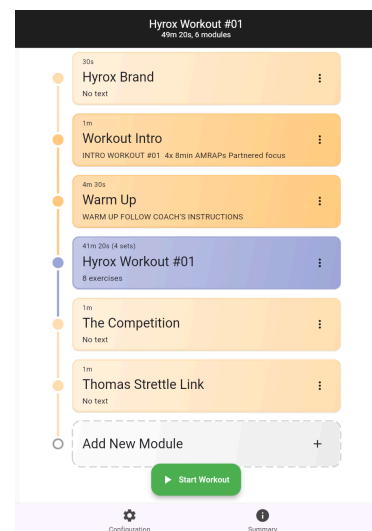 Hyrox Workout #01
49m 20s, 6 modules
30s
Hyrox Brand
No text
1m
Workout Intro
INTRO WORKOUT #01  4x 8min AMRAPs Partnered focus
4m 30s
Warm Up
WARM UP FOLLOW COACH'S INSTRUCTIONS
41m 20s (4 sets)
Hyrox Workout #01
8 exercises
1m
The Competition
No text
1m
Thomas Strettle Link
No text
Add New Module
Start Workout
Configuration
Summary